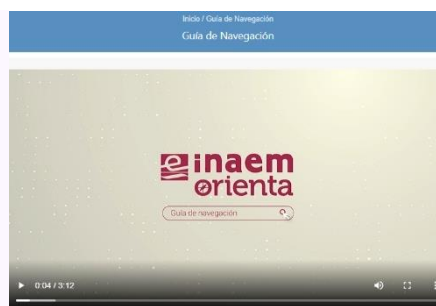 Inicio / Guía de Navegación
Guía de Navegación
inaem
orienta
Guía de navegación
0:04 / 3:12